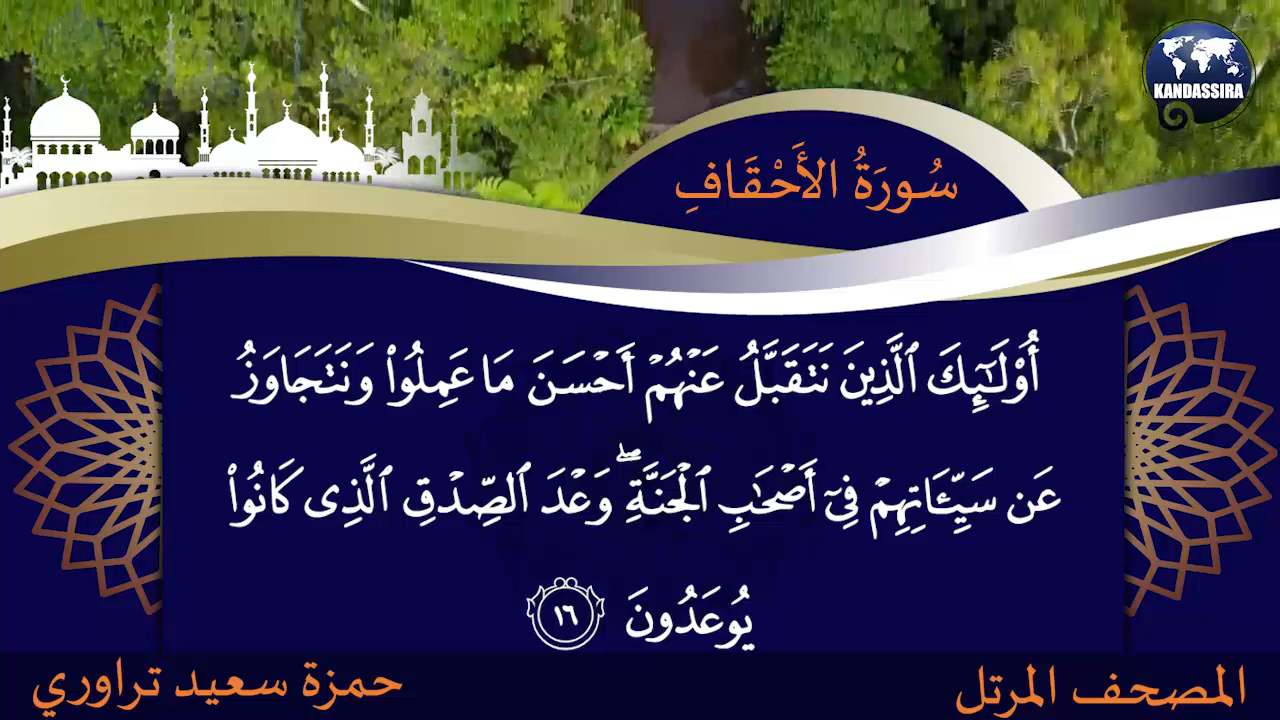 KANDASSIRA
سُورَةُ الأَحْقَافِ
أُوْلَٰٓئِكَ ٱلَّذِينَ نَتَقَبَّلُ عَنْهُمْ أَحْسَنَ مَا عَمِلُوا۟ وَنَتَجَاوَزُ
عَن سَيِّـَٔاتِهِمْ فِىٓ أَصْحَٰبِ ٱلْجَنَّةِ ۖ وَعْدَ ٱلصِّدْقِ ٱلَّذِى كَانُوا۟
يُوعَدُونَ ١٦
المصحف المرتل
حمزة سعيد تراوري